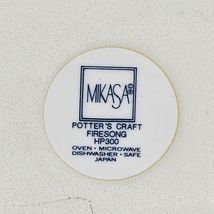 MIKASA®
POTTER'S CRAFT
FIRESONG
HP300
OVEN · MICROWAVE
DISHWASHER · SAFE
JAPAN